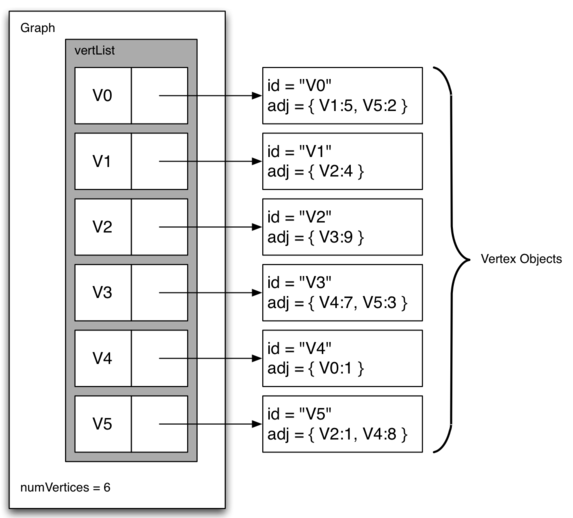 Graph
vertList
V0
id = "V0"
adj = { V1:5, V5:2 }
V1
id = "V1"
adj = { V2:4 }
V2
id = "V2"
adj = { V3:9 }
Vertex Objects
V3
id = "V3"
adj = { V4:7, V5:3 }
V4
id = "V4"
adj = { V0:1 }
V5
id = "V5"
adj = { V2:1, V4:8 }
numVertices = 6